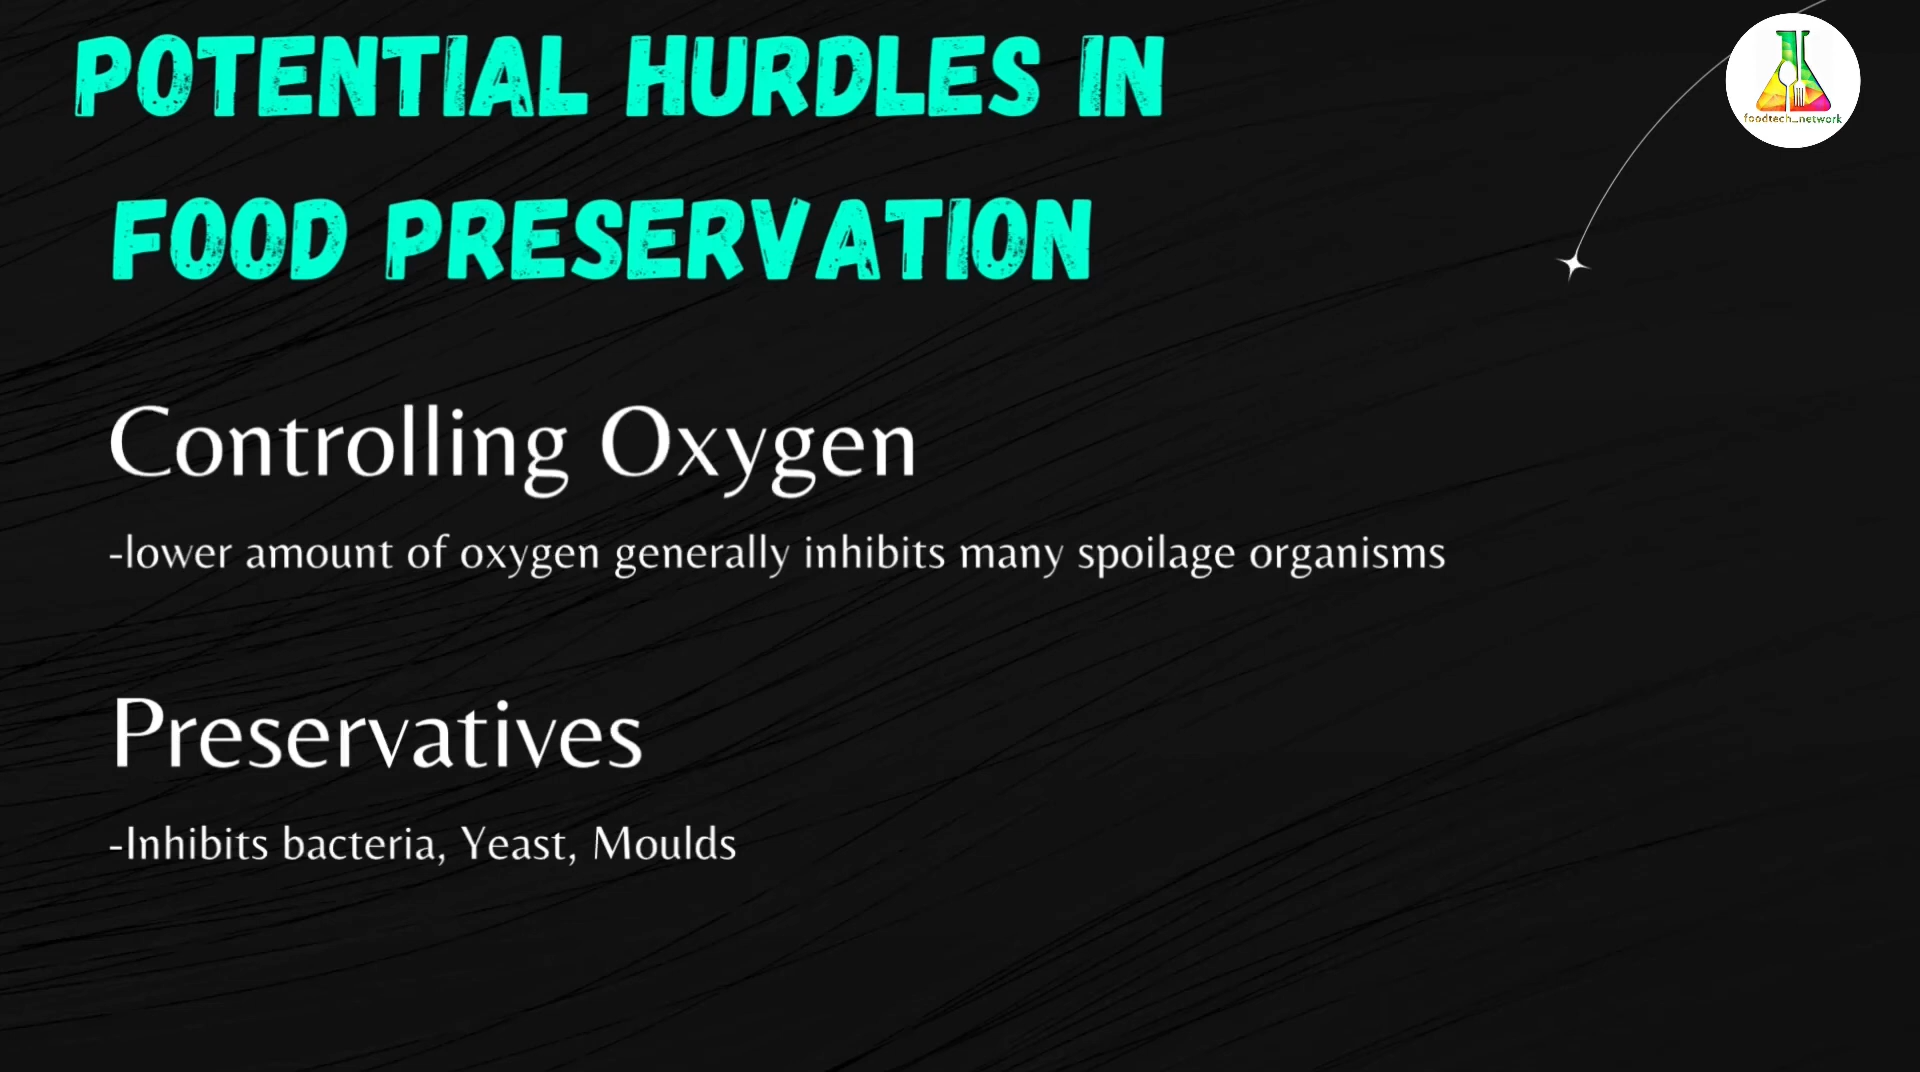 POTENTIAL HURDLES IN
FOOD PRESERVATION
foodtech_network
Controlling Oxygen
-lower amount of oxygen generally inhibits many spoilage organisms
Preservatives
-Inhibits bacteria, Yeast, Moulds